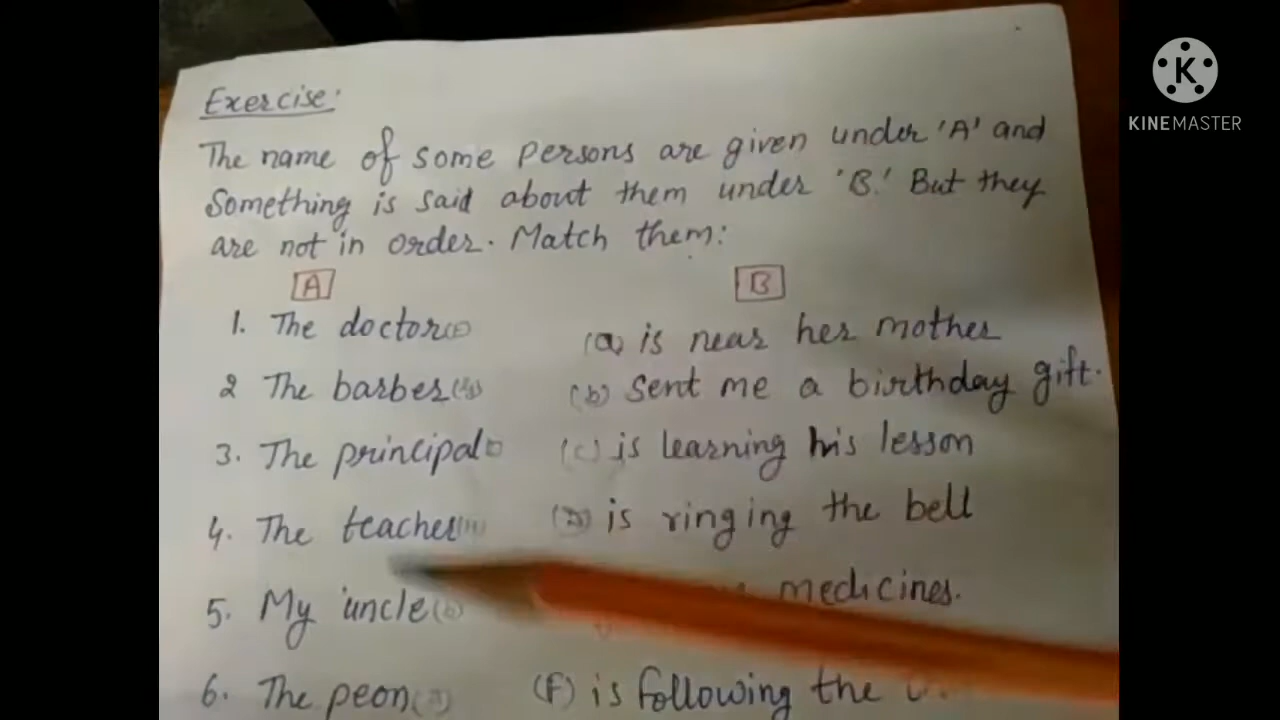 Exercise:
The name of some persons are given under 'A' and
Something is said about them under 'B.' But they
are not in order. Match them:
A B
1. The doctor (a) is near her mother
2 The barber (b) sent me a birthday gift.
3. The principal (c) is learning his lesson
4. The teacher (D) is ringing the bell
5. My uncle (b) medicines.
6. The peon (F) is following the
K
KINEMASTER